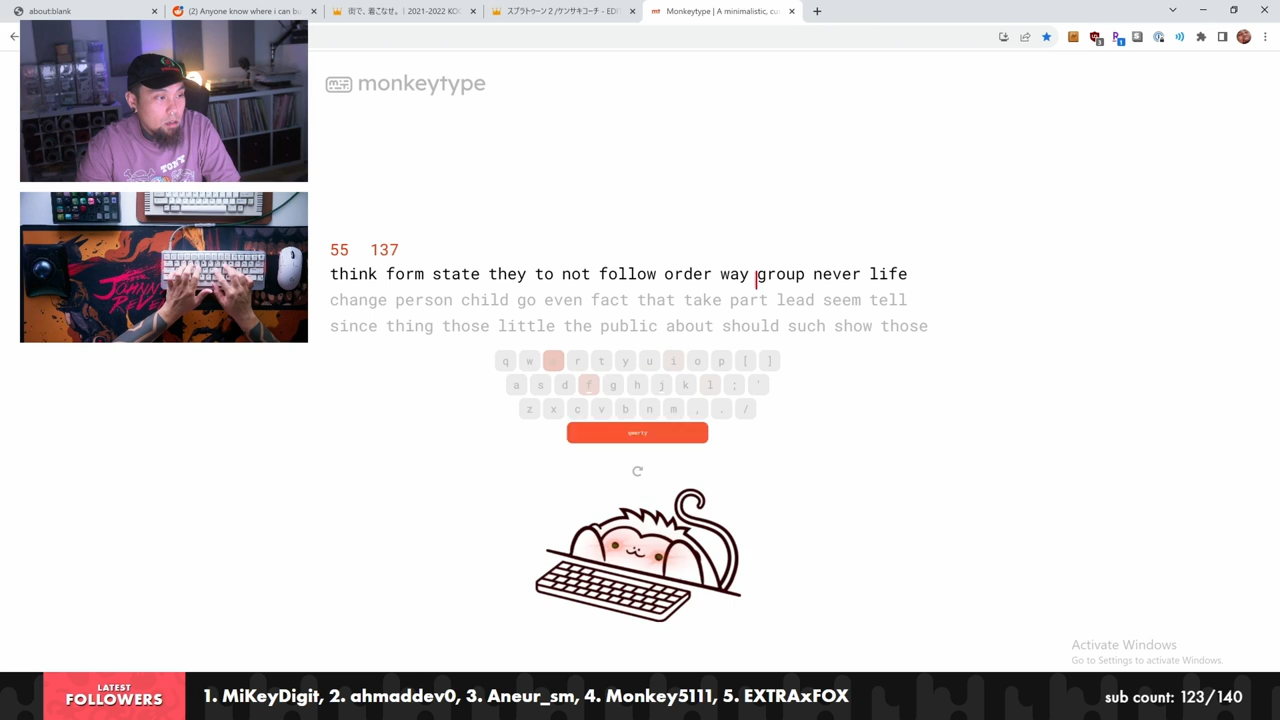 about:blank
(2) Anyone know where i can bu
街で、着こなせ。 | 2021-2022 KOC
スプラトゥーン2 /ケンサキコーチ - EDIT
Monkeytype | A minimalistic, cu
monkeytype
55 137
think form state they to not follow order way group never life
change person child go even fact that take part lead seem tell
since thing those little the public about should such show those
q w r t y u i o p [ ]
a s d f g h j k l ; '
z x c v b n m , . /
qwerty
TONY
JOHNNY
REVE
Activate Windows
Go to Settings to activate Windows.
LATEST
FOLLOWERS
1. MiKeyDigit, 2. ahmaddev0, 3. Aneur_sm, 4. Monkey5111, 5. EXTRAxFOX
sub count: 123/140